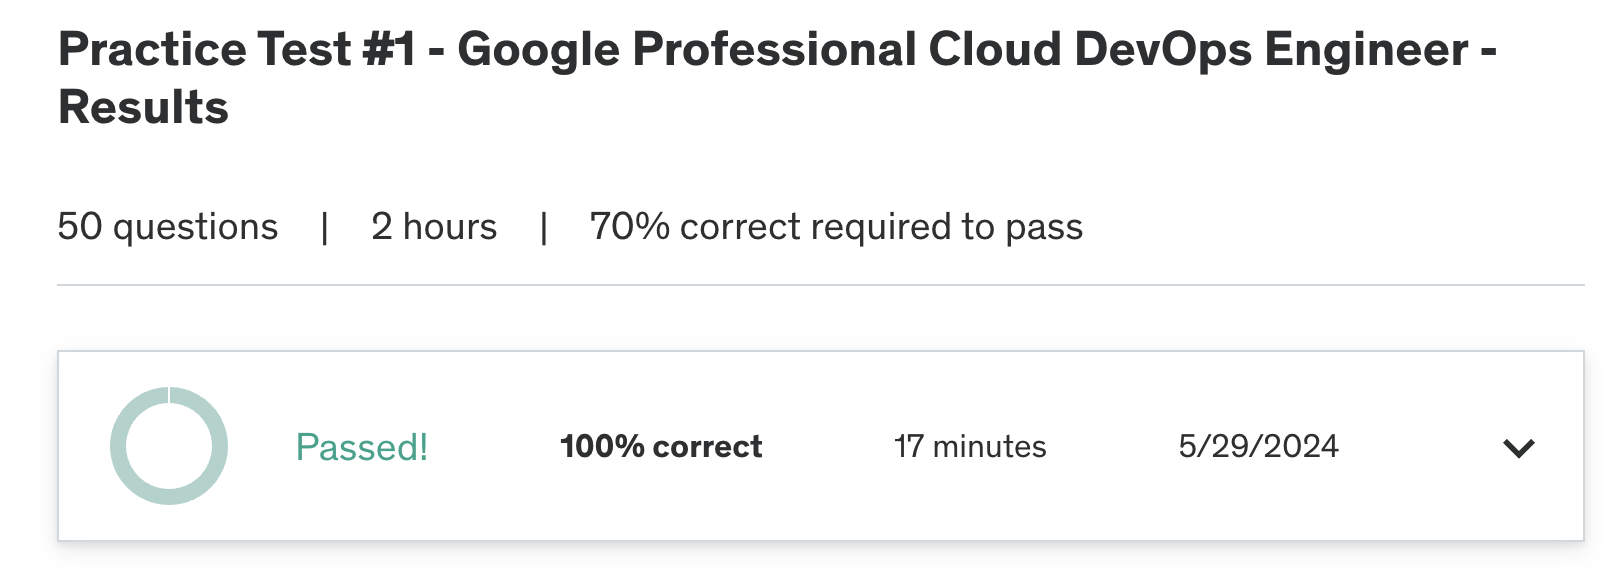 Practice Test #1 - Google Professional Cloud DevOps Engineer -
Results
50 questions | 2 hours | 70% correct required to pass
Passed! 100% correct 17 minutes 5/29/2024